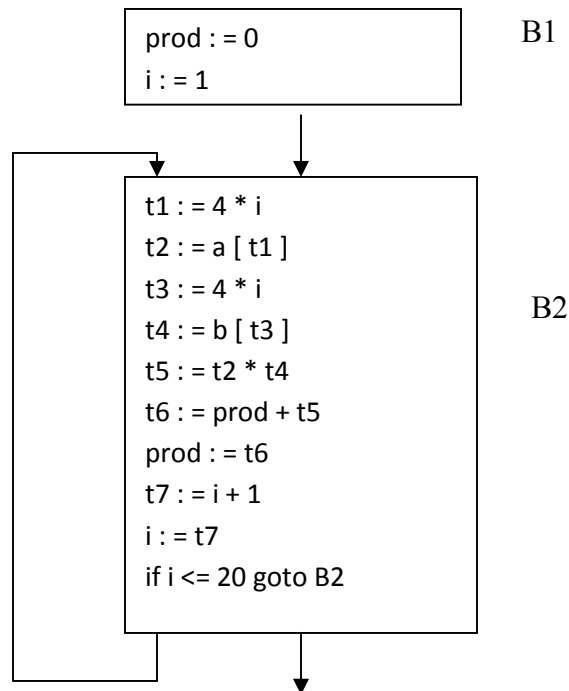 prod : = 0
i : = 1
B1
t1 : = 4 * i
t2 : = a [ t1 ]
t3 : = 4 * i
t4 : = b [ t3 ]
t5 : = t2 * t4
t6 : = prod + t5
prod : = t6
t7 : = i + 1
i : = t7
if i <= 20 goto B2
B2